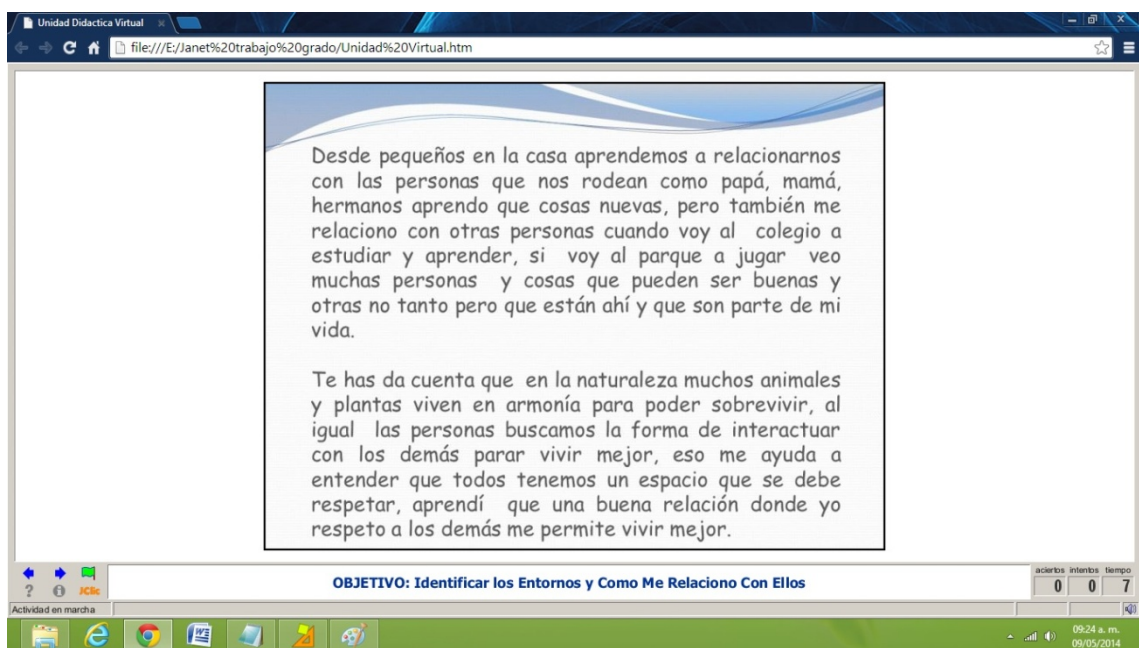 Unidad Didactica Virtual
file:///E:/Janet%20trabajo%20grado/Unidad%20Virtual.htm
Desde pequeños en la casa aprendemos a relacionarnos
con las personas que nos rodean como papá, mamá,
hermanos aprendo que cosas nuevas, pero también me
relaciono con otras personas cuando voy al colegio a
estudiar y aprender, si voy al parque a jugar veo
muchas personas y cosas que pueden ser buenas y
otras no tanto pero que están ahí y que son parte de mi
vida.
Te has da cuenta que en la naturaleza muchos animales
y plantas viven en armonía para poder sobrevivir, al
igual las personas buscamos la forma de interactuar
con los demás parar vivir mejor, eso me ayuda a
entender que todos tenemos un espacio que se debe
respetar, aprendí que una buena relación donde yo
respeto a los demás me permite vivir mejor.
JClic
OBJETIVO: Identificar los Entornos y Como Me Relaciono Con Ellos
aciertos intentos tiempo
0 0 7
Actividad en marcha
09:24 a. m.
09/05/2014